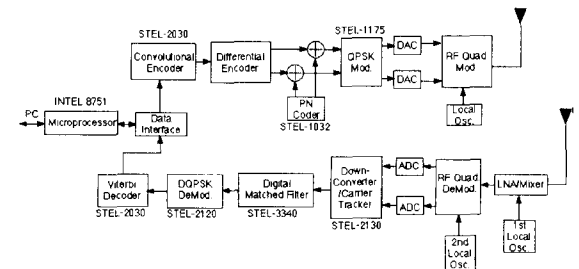 STEL-2030
Convolutional
Encoder
Differential
Encoder
PN
Coder
STEL-1032
STEL-1175
QPSK
Mod.
DAC
DAC
RF Quad
Mod
Local
Osc.
INTEL 8751
PC
Microprocessor
Data
Interface
Viterbi
Decoder
STEL-2030
DQPSK
DeMod.
STEL-2120
Digital
Matched Filter
STEL-3340
Down-
Converter
/Carrier
Tracker
STEL-2130
ADC
ADC
RF Quad
DeMod.
2nd
Local
Osc.
LNA/Mixer
1st
Local
Osc.